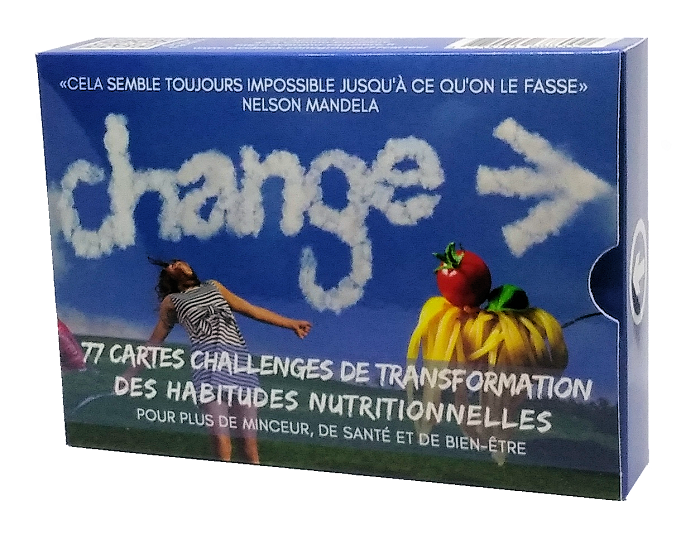 «CELA SEMBLE TOUJOURS IMPOSSIBLE JUSQU'À CE QU'ON LE FASSE»
NELSON MANDELA
change
77 CARTES CHALLENGES DE TRANSFORMATION
DES HABITUDES NUTRITIONNELLES
POUR PLUS DE MINCEUR, DE SANTÉ ET DE BIEN-ÊTRE